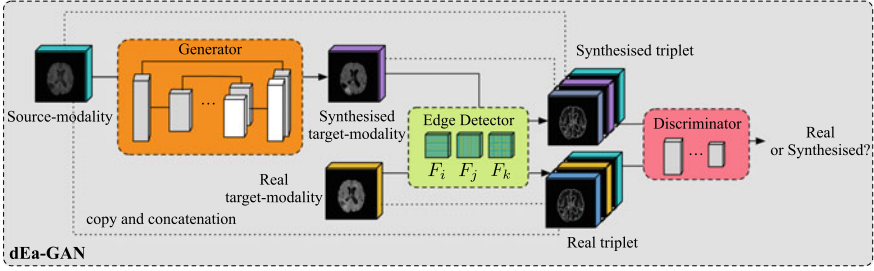 Generator
Synthesised triplet
...
Source-modality
Synthesised
target-modality
Edge Detector
F_i F_j F_k
Discriminator
...
Real
or Synthesised?
Real
target-modality
copy and concatenation
Real triplet
dEa-GAN